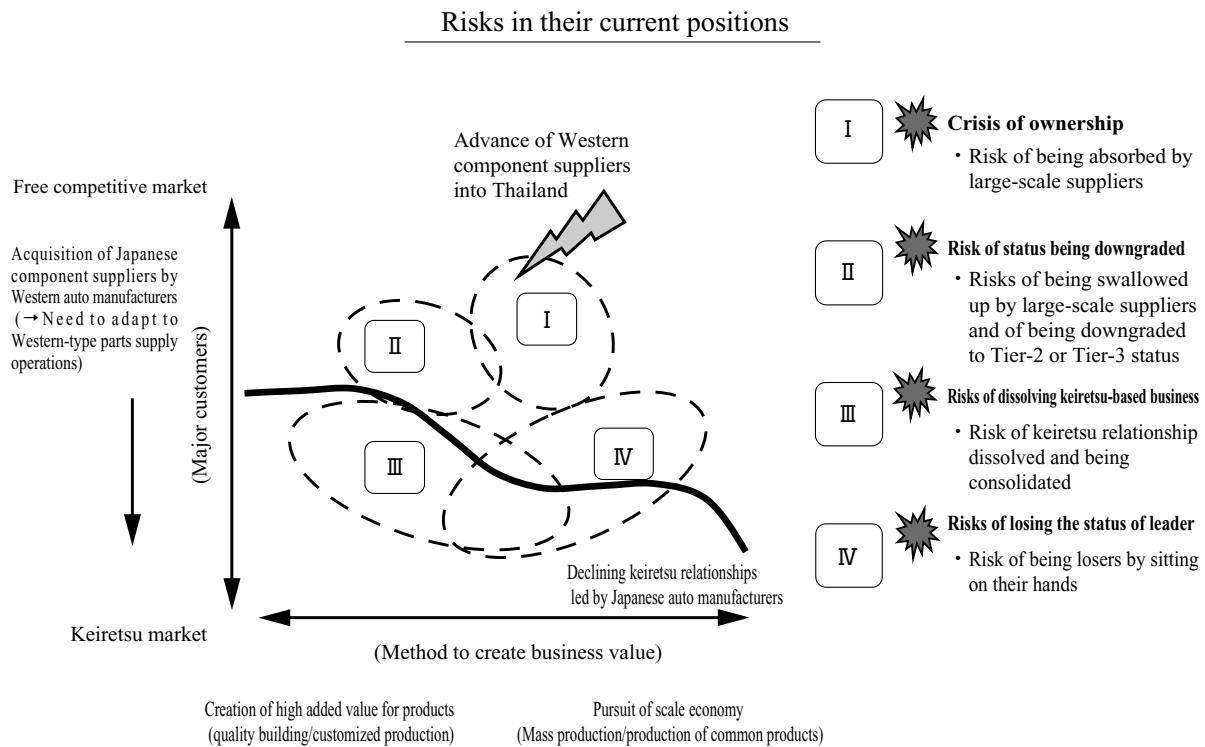 Risks in their current positions
Advance of Western
component suppliers
into Thailand
Free competitive market
Acquisition of Japanese
component suppliers by
Western auto manufacturers
(→Need to adapt to
Western-type parts supply
operations)
(Major customers)
Keiretsu market
Ⅰ
Ⅱ
Ⅲ
Ⅳ
Declining keiretsu relationships
led by Japanese auto manufacturers
(Method to create business value)
Creation of high added value for products
(quality building/customized production)
Pursuit of scale economy
(Mass production/production of common products)
Ⅰ
Crisis of ownership
・Risk of being absorbed by
large-scale suppliers
Ⅱ
Risk of status being downgraded
・Risks of being swallowed
up by large-scale suppliers
and of being downgraded
to Tier-2 or Tier-3 status
Ⅲ
Risks of dissolving keiretsu-based business
・Risk of keiretsu relationship
dissolved and being
consolidated
Ⅳ
Risks of losing the status of leader
・Risk of being losers by sitting
on their hands